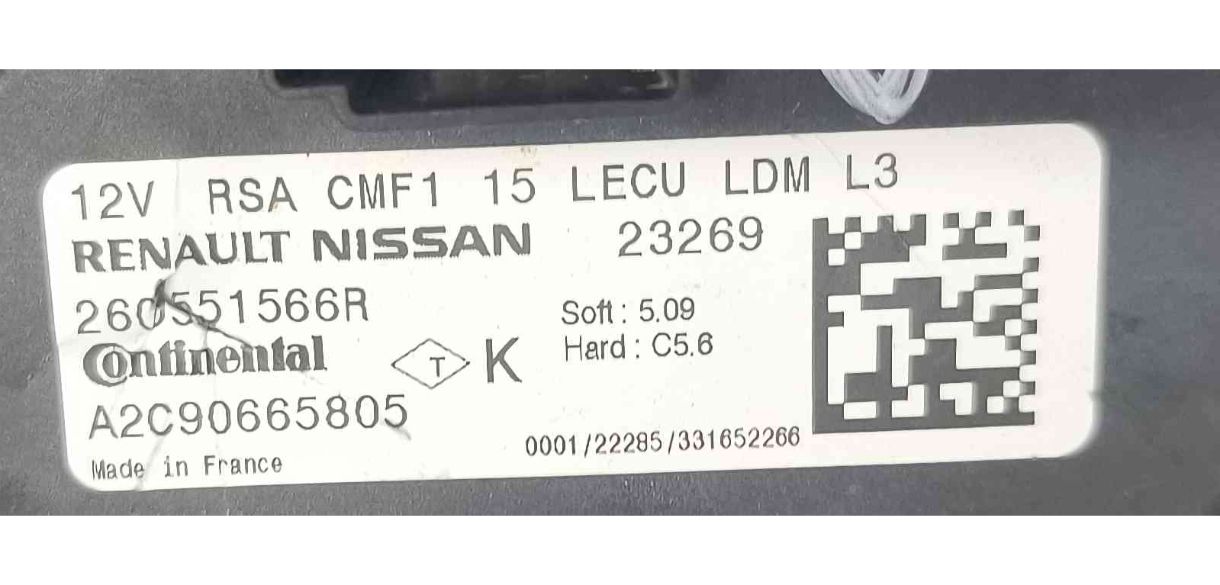 12V RSA CMF1 15 LECU LDM L3
RENAULT NISSAN 23269
260551566R
Soft : 5.09
Continental T K Hard : C5.6
A2C90665805
0001/22285/331652266
Made in France